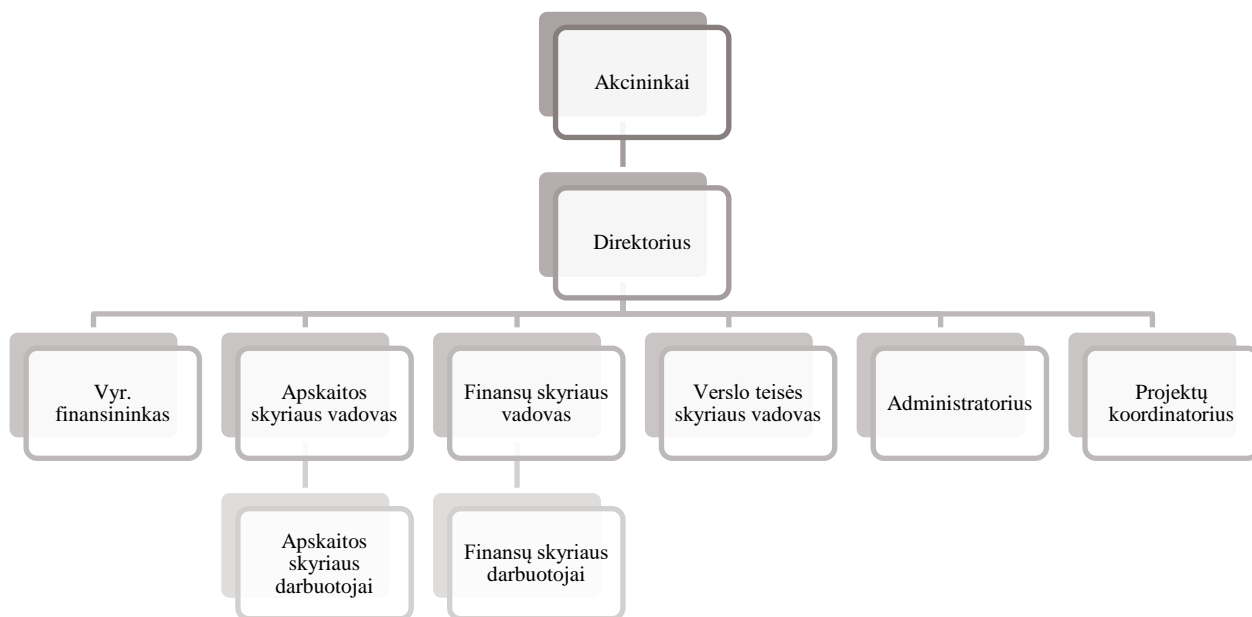 Akcininkai
Direktorius
Vyr.
finansininkas
Apskaitos
skyriaus vadovas
Finansų skyriaus
vadovas
Verslo teisės
skyriaus vadovas
Administratorius
Projektų
koordinatorius
Apskaitos
skyriaus
darbuotojai
Finansų skyriaus
darbuotojai